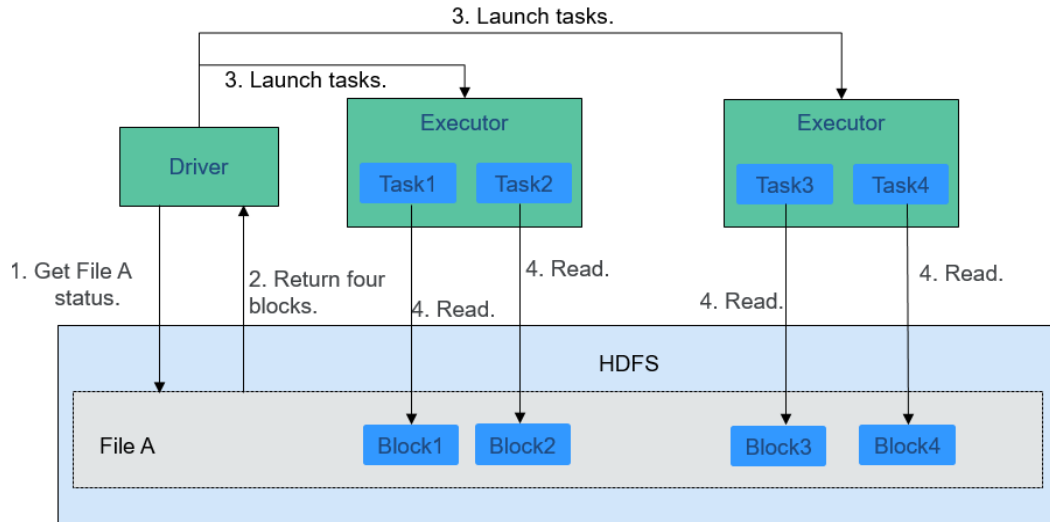 3. Launch tasks.
3. Launch tasks.
Executor
Executor
Driver
Task1
Task2
Task3
Task4
1. Get File A
status.
2. Return four
blocks.
4. Read.
4. Read.
4. Read.
4. Read.
HDFS
File A
Block1
Block2
Block3
Block4